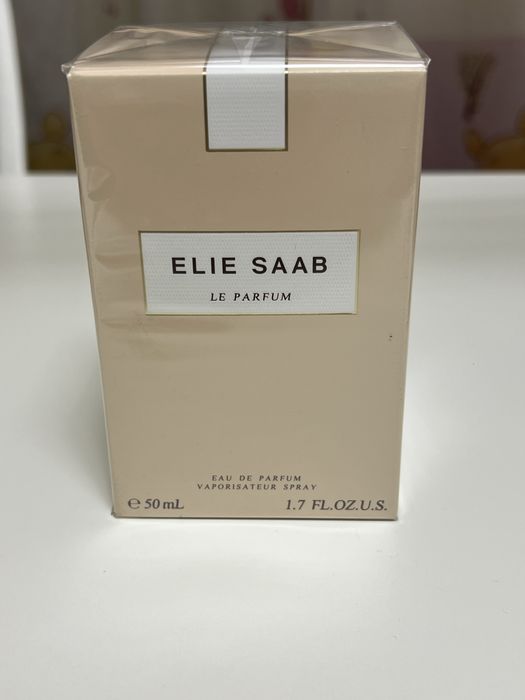 ELIE SAAB
LE PARFUM
EAU DE PARFUM
VAPORISATEUR SPRAY
℮ 50 mL 1.7 FL.OZ.U.S.